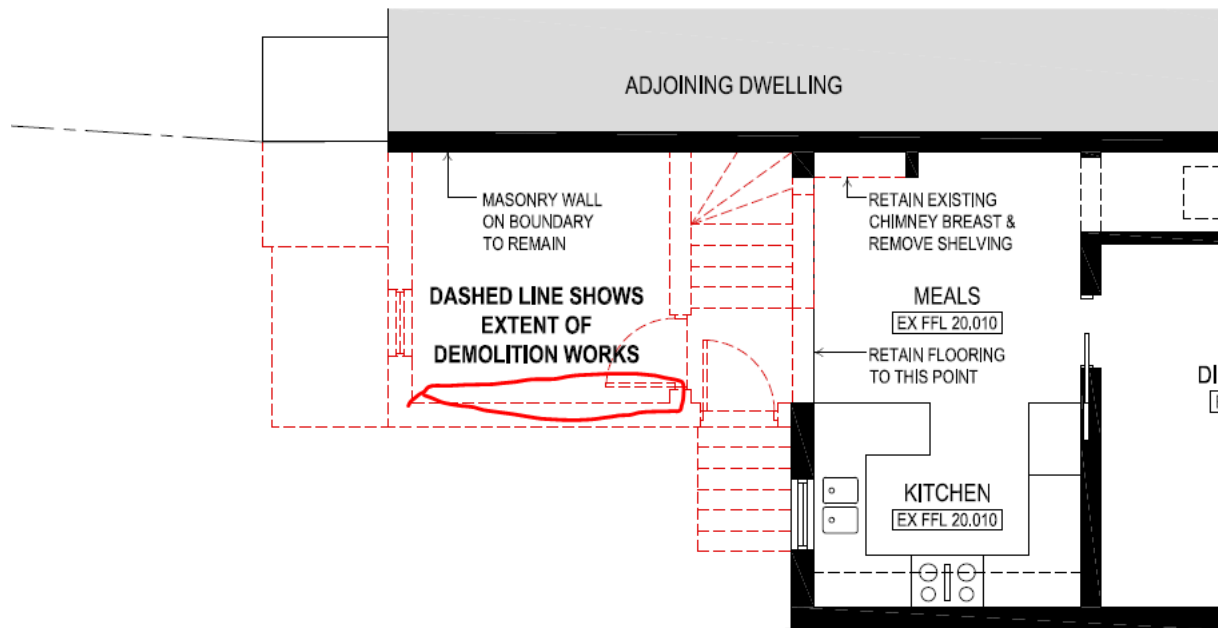 ADJOINING DWELLING
MASONRY WALL
ON BOUNDARY
TO REMAIN
RETAIN EXISTING
CHIMNEY BREAST &
REMOVE SHELVING
DASHED LINE SHOWS
EXTENT OF
DEMOLITION WORKS
MEALS
EX FFL 20.010
RETAIN FLOORING
TO THIS POINT
DI
KITCHEN
EX FFL 20.010